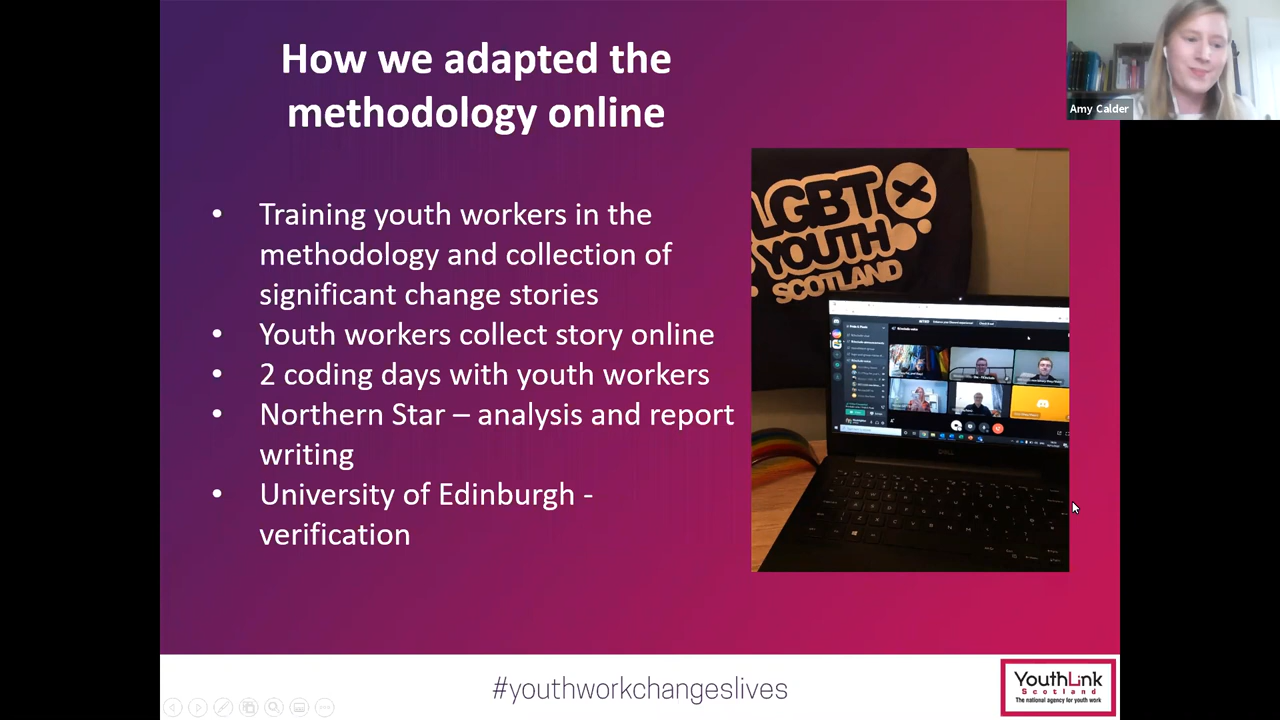 How we adapted the
methodology online
Amy Calder
• Training youth workers in the
methodology and collection of
significant change stories
• Youth workers collect story online
• 2 coding days with youth workers
• Northern Star – analysis and report
writing
• University of Edinburgh -
verification
LGBT
YOUTH
SCOTLAND
DELL
#youthworkchangeslives
YouthLink
Scotland
The national agency for youth work